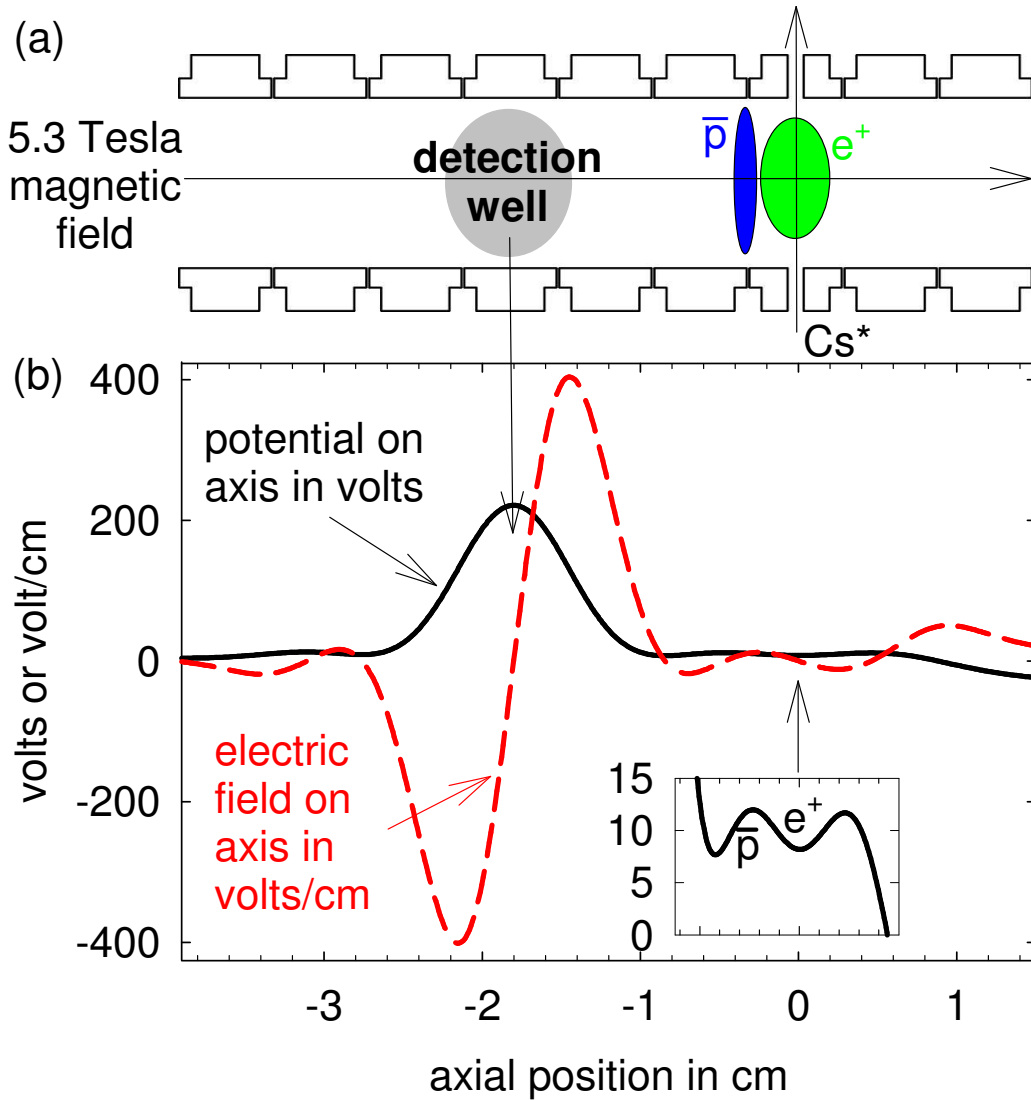 (a)
5.3 Tesla
magnetic
field
detection
well
p̅
e⁺
Cs*
(b)
400
200
0
-200
-400
volts or volt/cm
potential on
axis in volts
electric
field on
axis in
volts/cm
15
10
5
0
p̅
e⁺
-3
-2
-1
0
1
axial position in cm